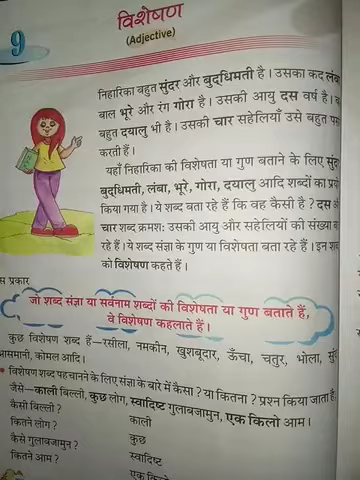 9
विशेषण
(Adjective)
निहारिका बहुत सुंदर और बुद्धिमती है। उसका कद लंबा
बाल भूरे और रंग गोरा है। उसकी आयु दस वर्ष है।
बहुत दयालु भी है। उसकी चार सहेलियाँ उसे बहुत
करती हैं।
यहाँ निहारिका की विशेषता या गुण बताने के लिए
बुद्धिमती, लंबा, भूरे, गोरा, दयालु आदि शब्दों का
किया गया है। ये शब्द बता रहे हैं कि वह कैसी है? दस
चार शब्द क्रमश: उसकी आयु और सहेलियों की संख्या
रहे हैं। ये शब्द संज्ञा के गुण या विशेषता बता रहे हैं। इन
को विशेषण कहते हैं।
प्रकार
जो शब्द संज्ञा या सर्वनाम शब्दों की विशेषता या गुण बताते हैं,
वे विशेषण कहलाते हैं।
कुछ विशेषण शब्द हैं—रसीला, नमकीन, खुशबूदार, ऊँचा, चतुर, भोला,
आसमानी, कोमल आदि।
• विशेषण शब्द पहचानने के लिए संज्ञा के बारे में कैसा? या कितना? प्रश्न किया जाता है
जैसे—काली बिल्ली, कुछ लोग, स्वादिष्ट गुलाबजामुन, एक किलो आम।
कैसी बिल्ली? काली
कितने लोग? कुछ
कैसे गुलाबजामुन? स्वादिष्ट
कितने आम? एक